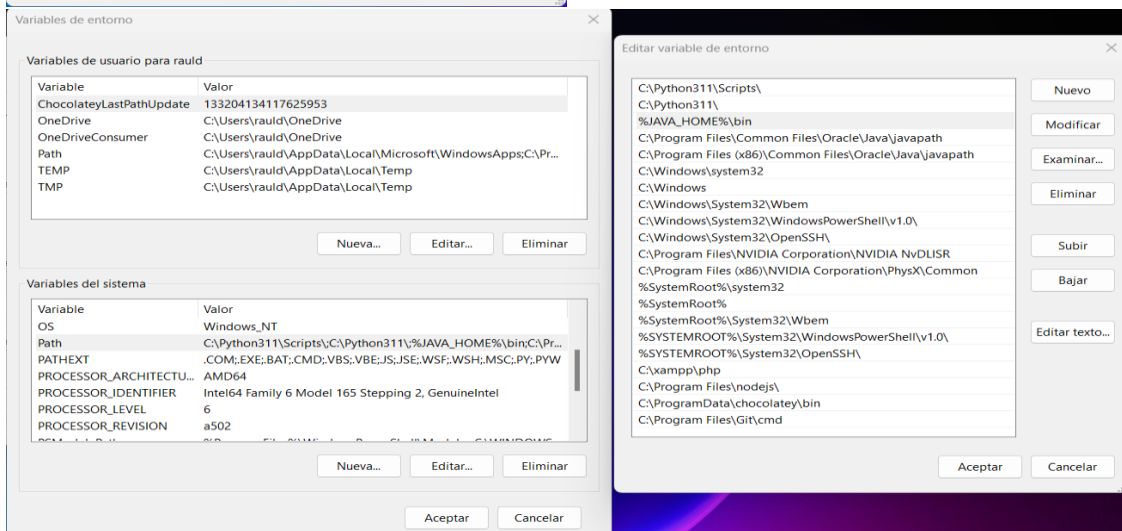 Variables de entorno
Variables de usuario para rauld
Variable Valor
ChocolateyLastPathUpdate 133204134117625953
OneDrive C:\Users\rauld\OneDrive
OneDriveConsumer C:\Users\rauld\OneDrive
Path C:\Users\rauld\AppData\Local\Microsoft\WindowsApps;C:\Pr...
TEMP C:\Users\rauld\AppData\Local\Temp
TMP C:\Users\rauld\AppData\Local\Temp
Nueva... Editar... Eliminar
Variables del sistema
Variable Valor
OS Windows_NT
Path C:\Python311\Scripts\;C:\Python311\;%JAVA_HOME%\bin;C:\Pr...
PATHEXT .COM;.EXE;.BAT;.CMD;.VBS;.VBE;.JS;.JSE;.WSF;.WSH;.MSC;.PY;.PYW
PROCESSOR_ARCHITECTU... AMD64
PROCESSOR_IDENTIFIER Intel64 Family 6 Model 165 Stepping 2, GenuineIntel
PROCESSOR_LEVEL 6
PROCESSOR_REVISION a502
Nueva... Editar... Eliminar
Aceptar Cancelar
Editar variable de entorno
C:\Python311\Scripts\
C:\Python311\
%JAVA_HOME%\bin
C:\Program Files\Common Files\Oracle\Java\javapath
C:\Program Files (x86)\Common Files\Oracle\Java\javapath
C:\Windows\system32
C:\Windows
C:\Windows\System32\Wbem
C:\Windows\System32\WindowsPowerShell\v1.0\
C:\Windows\System32\OpenSSH\
C:\Program Files\NVIDIA Corporation\NVIDIA NvDLISR
C:\Program Files (x86)\NVIDIA Corporation\PhysX\Common
%SystemRoot%\system32
%SystemRoot%
%SystemRoot%\System32\Wbem
%SYSTEMROOT%\System32\WindowsPowerShell\v1.0\
%SYSTEMROOT%\System32\OpenSSH\
C:\xampp\php
C:\Program Files\nodejs\
C:\ProgramData\chocolatey\bin
C:\Program Files\Git\cmd
Nuevo
Modificar
Examinar...
Eliminar
Subir
Bajar
Editar texto...
Aceptar Cancelar